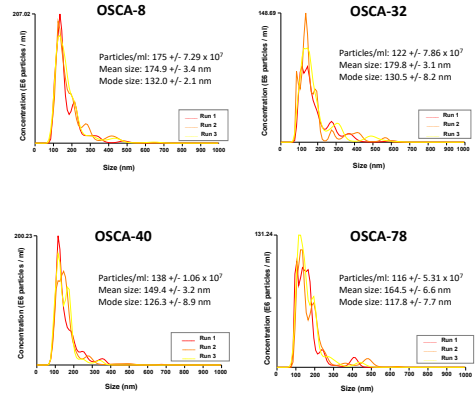 OSCA-8
207.02
Concentration (E6 particles / ml)
Particles/ml: 175 +/- 7.29 x 10⁷
Mean size: 174.9 +/- 3.4 nm
Mode size: 132.0 +/- 2.1 nm
Run 1
Run 2
Run 3
0
0 100 200 300 400 500 600 700 800 900 1000
Size (nm)
OSCA-32
148.69
Concentration (E6 particles / ml)
Particles/ml: 122 +/- 7.86 x 10⁷
Mean size: 179.8 +/- 3.1 nm
Mode size: 130.5 +/- 8.2 nm
Run 1
Run 2
Run 3
0
0 100 200 300 400 500 600 700 800 900 1000
Size (nm)
OSCA-40
200.23
Concentration (E6 particles / ml)
Particles/ml: 138 +/- 1.06 x 10⁷
Mean size: 149.4 +/- 3.2 nm
Mode size: 126.3 +/- 8.9 nm
Run 1
Run 2
Run 3
0
0 100 200 300 400 500 600 700 800 900 1000
Size (nm)
OSCA-78
131.24
Concentration (E6 particles / ml)
Particles/ml: 116 +/- 5.31 x 10⁷
Mean size: 164.5 +/- 6.6 nm
Mode size: 117.8 +/- 7.7 nm
Run 1
Run 2
Run 3
0
0 100 200 300 400 500 600 700 800 900 1000
Size (nm)